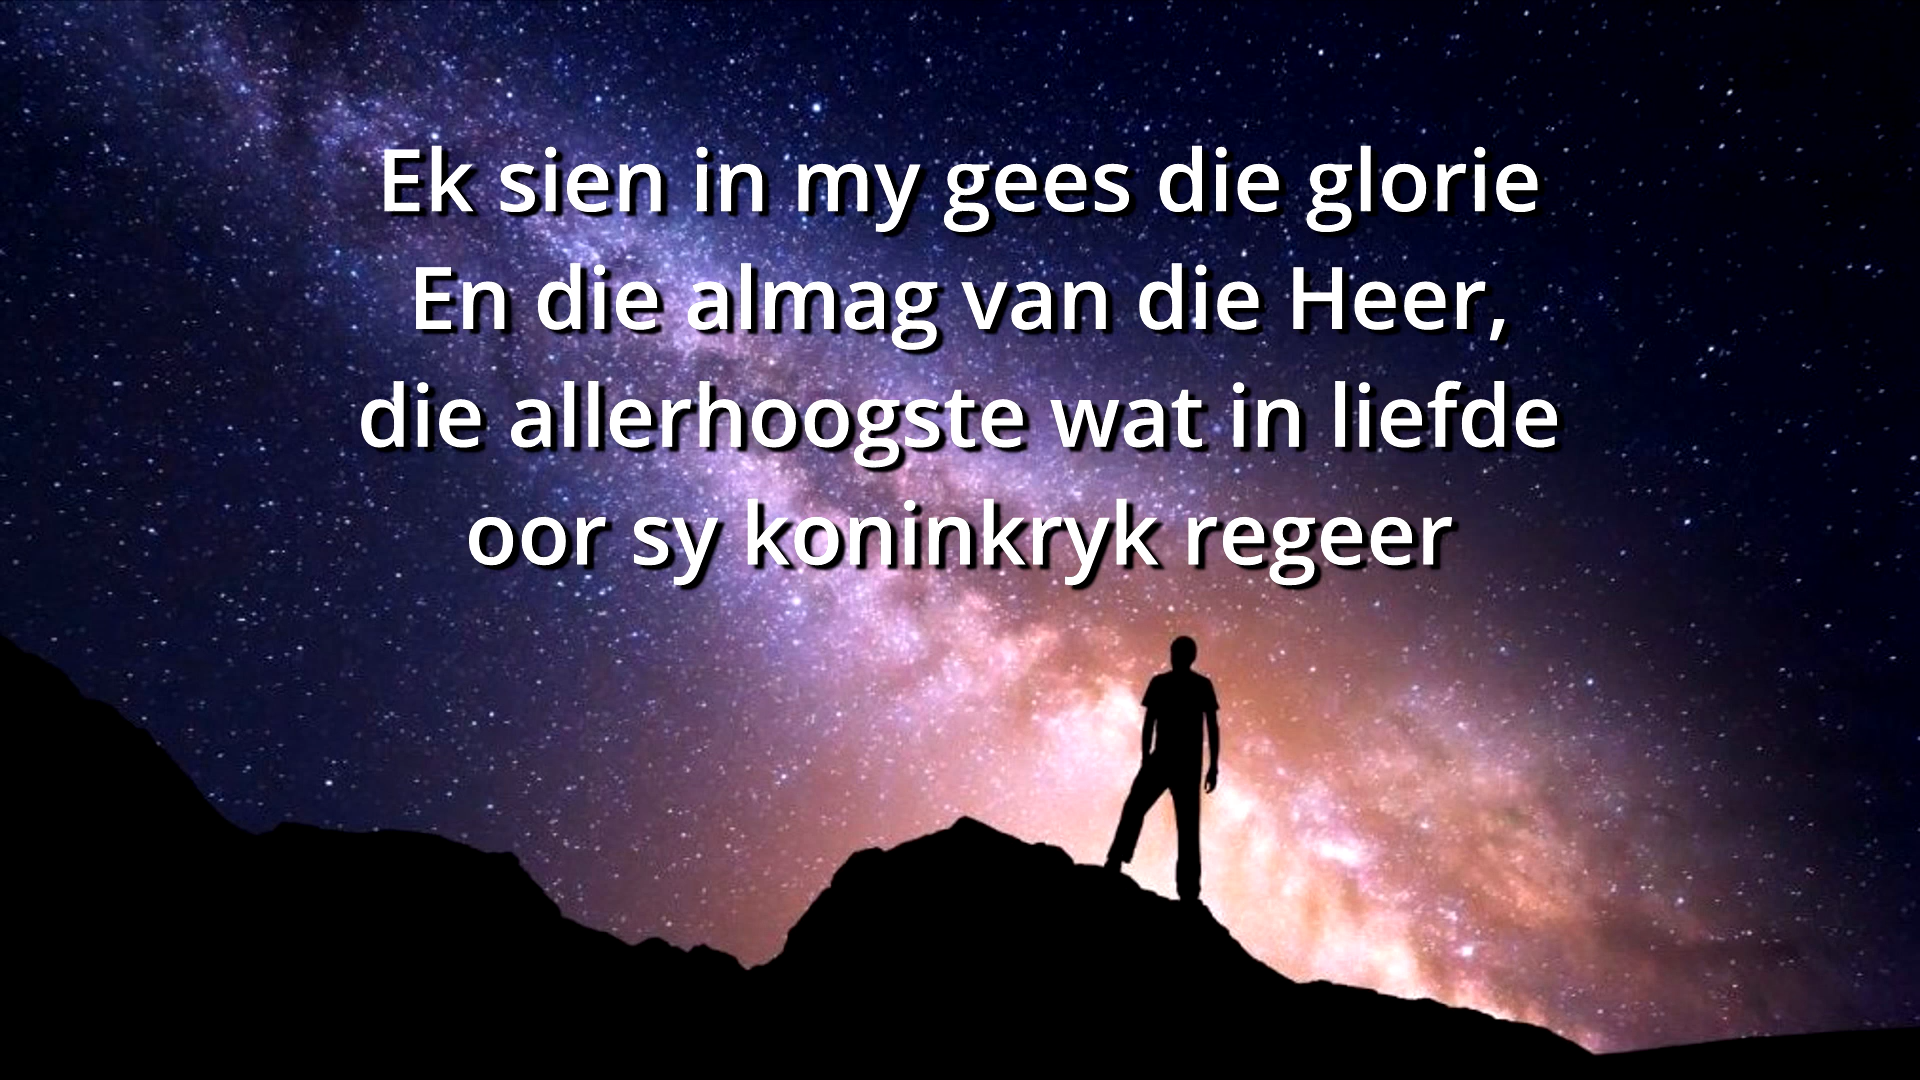 Ek sien in my gees die glorie
En die almag van die Heer,
die allerhoogste wat in liefde
oor sy koninkryk regeer